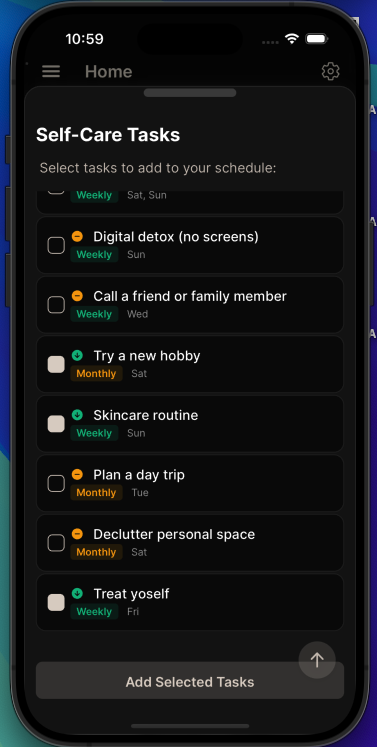 10:59
Home
Self-Care Tasks
Select tasks to add to your schedule:
Weekly Sat, Sun
Digital detox (no screens)
Weekly Sun
Call a friend or family member
Weekly Wed
Try a new hobby
Monthly Sat
Skincare routine
Weekly Sun
Plan a day trip
Monthly Tue
Declutter personal space
Monthly Sat
Treat yoself
Weekly Fri
Add Selected Tasks